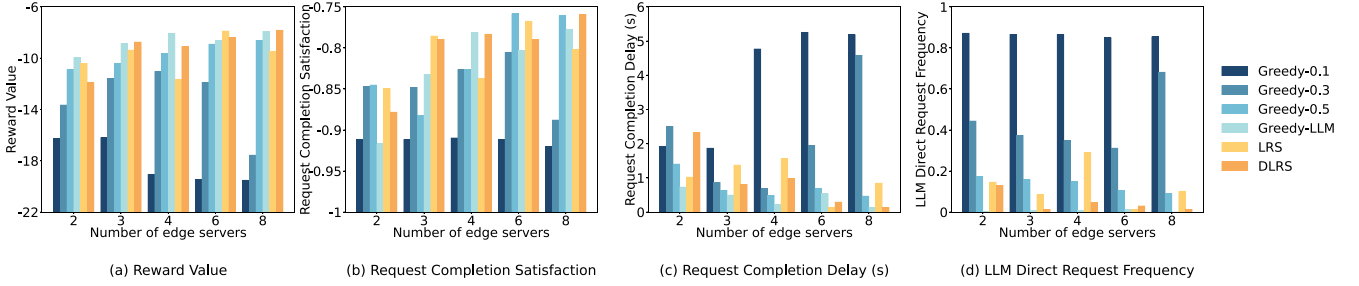 Reward Value
-6
-10
-14
-18
-22
2 3 4 6 8
Number of edge servers
(a) Reward Value
Request Completion Satisfaction
-0.75
-0.8
-0.85
-0.9
-0.95
-1
2 3 4 6 8
Number of edge servers
(b) Request Completion Satisfaction
Request Completion Delay (s)
6
5
4
3
2
1
0
2 3 4 6 8
Number of edge servers
(c) Request Completion Delay (s)
LLM Direct Request Frequency
1
0.8
0.6
0.4
0.2
0
2 3 4 6 8
Number of edge servers
(d) LLM Direct Request Frequency
Greedy-0.1
Greedy-0.3
Greedy-0.5
Greedy-LLM
LRS
DLRS